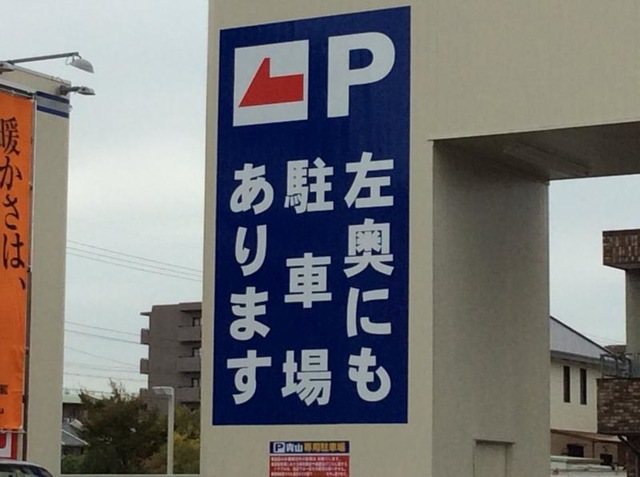 P
左奥にも
駐車場
あります
暖かさは、
P 青山専用駐車場